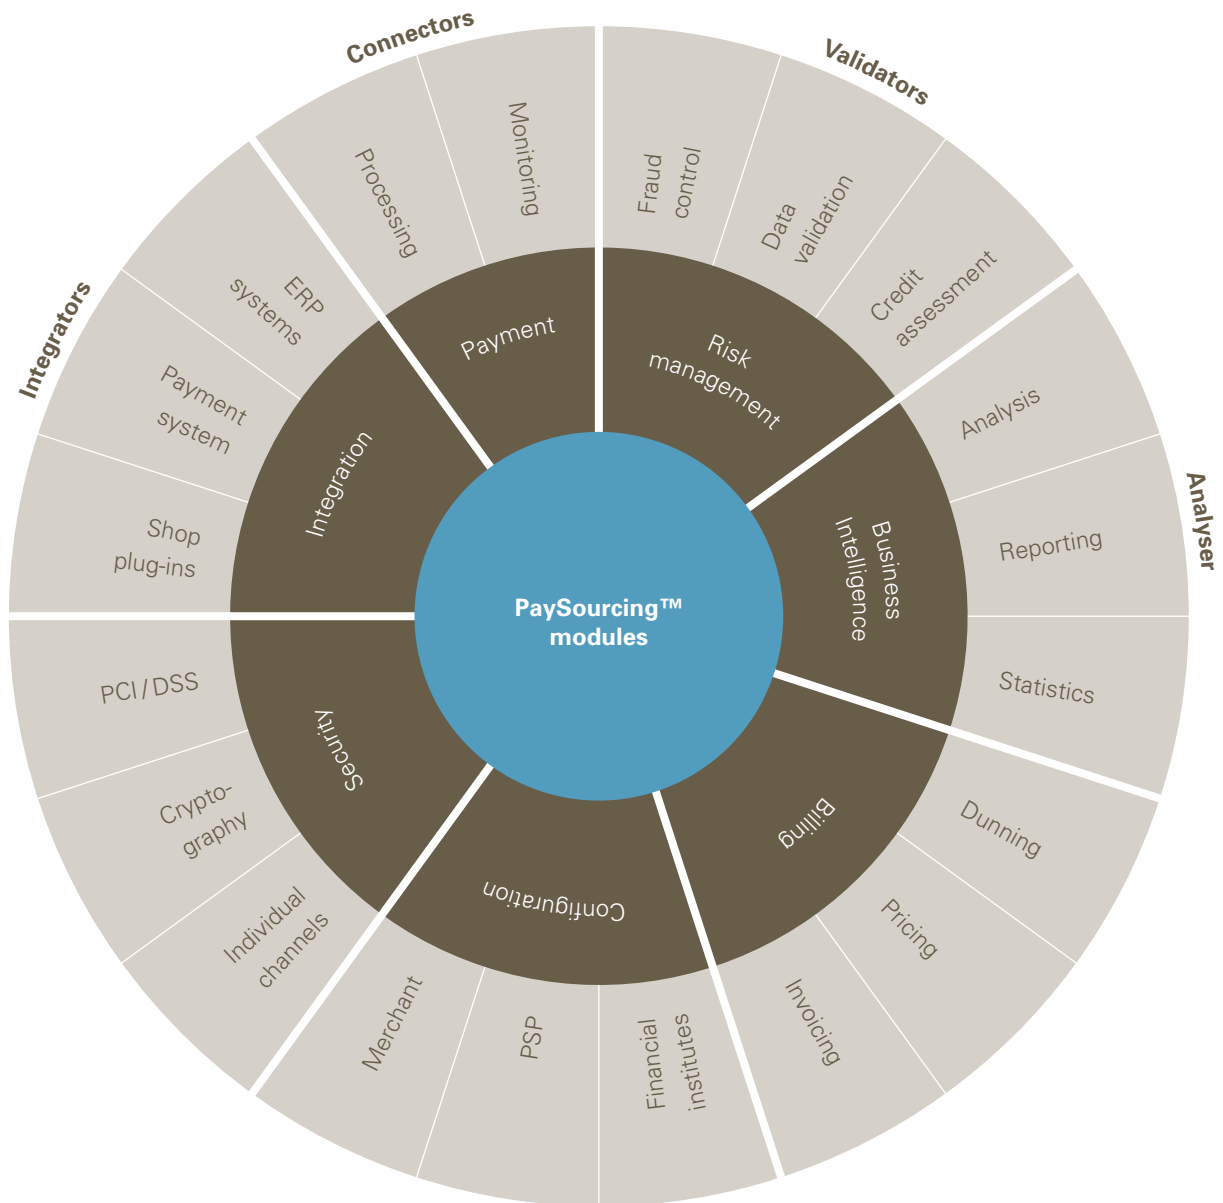 Connectors
Validators
Integrators
Analyser
Processing
Monitoring
Fraud
control
Data
validation
Credit
assessment
Analysis
Reporting
Statistics
Dunning
Pricing
Invoicing
Financial
institutes
PSP
Merchant
Individual
channels
Crypto-
graphy
PCI / DSS
Shop
plug-ins
Payment
system
ERP
systems
Payment
Risk
management
Business
Intelligence
Billing
Configuration
Security
Integration
PaySourcing™
modules